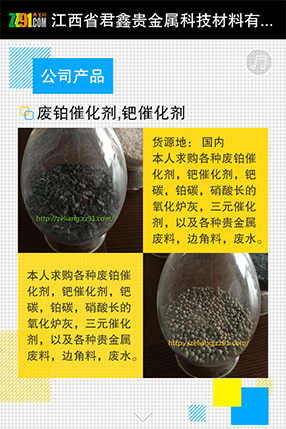 ZZ91.COM
江西省君鑫贵金属科技材料有...
公司产品
废铂催化剂,钯催化剂
货源地： 国内
本人求购各种废铂催
化剂，钯催化剂，钯
碳，铂碳，硝酸长的
氧化炉灰，三元催化
剂，以及各种贵金属
废料，边角料，废水。
http://zeliang.zz91.com
本人求购各种废铂催
化剂，钯催化剂，钯
碳，铂碳，硝酸长的
氧化炉灰，三元催化
剂，以及各种贵金属
废料，边角料，废水。
http://zeliang.zz91.com